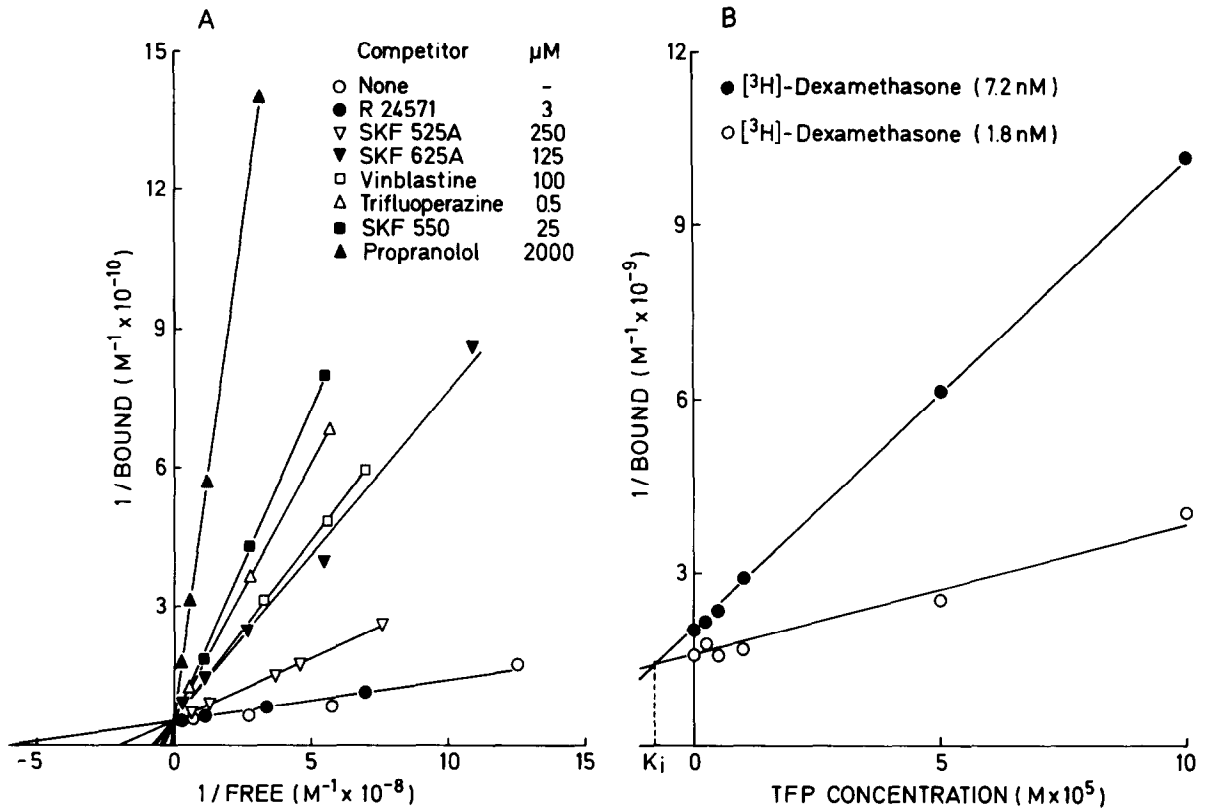 A
15
12
9
6
3
1/BOUND (M⁻¹ x 10⁻¹⁰)
Competitor µM
None -
R 24571 3
SKF 525A 250
SKF 625A 125
Vinblastine 100
Trifluoperazine 0.5
SKF 550 25
Propranolol 2000
-5 0 5 10 15
1/FREE (M⁻¹ x 10⁻⁸)
B
12
9
6
3
1/BOUND (M⁻¹ x 10⁻⁹)
[³H]-Dexamethasone (7.2 nM)
[³H]-Dexamethasone (1.8 nM)
Ki 0 5 10
TFP CONCENTRATION (M x 10⁵)